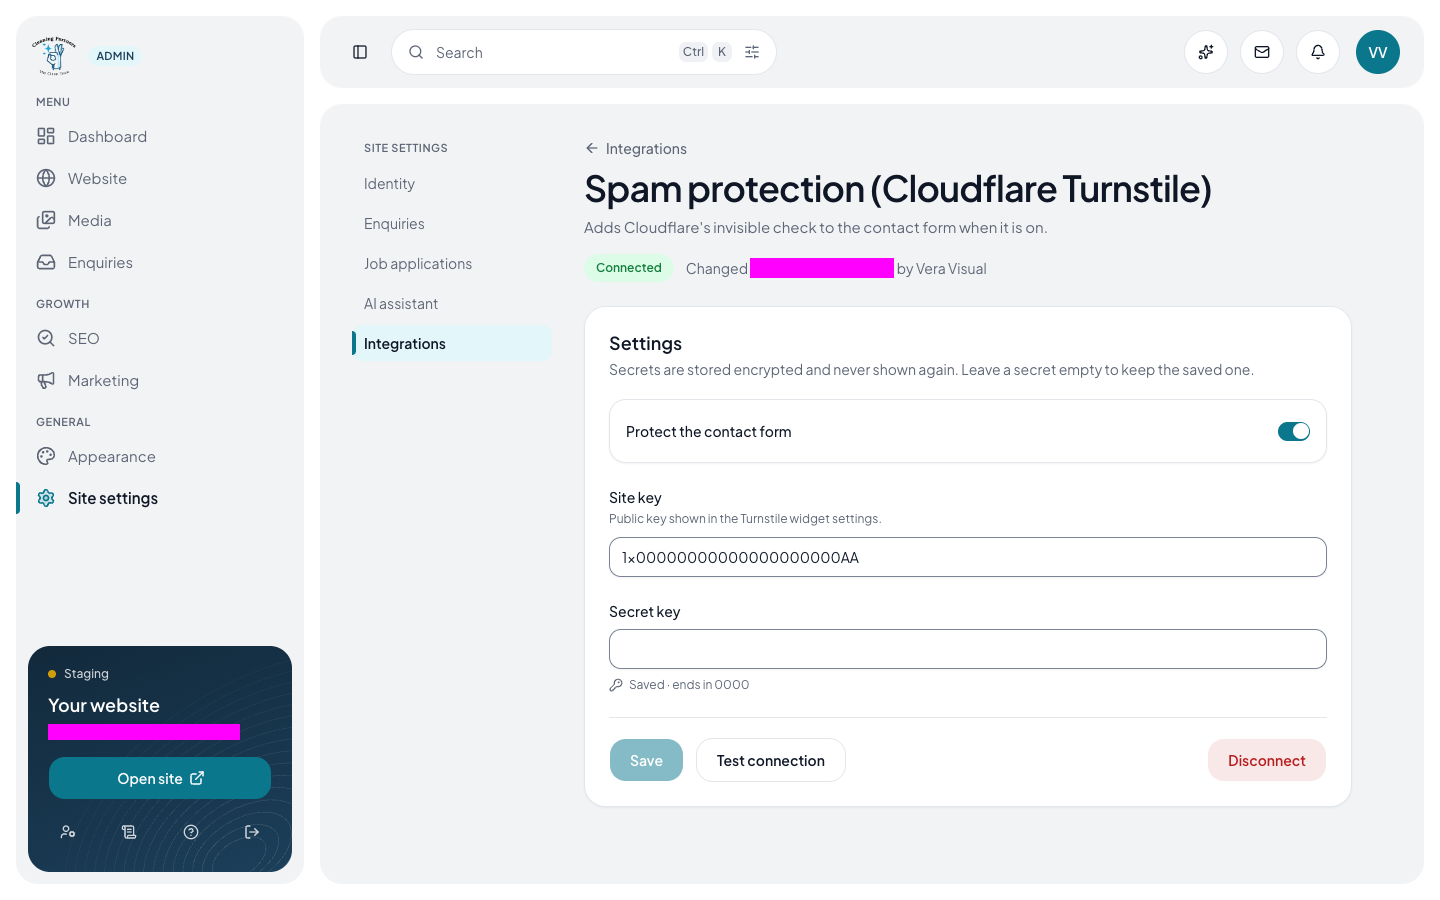 Cleaning Partners
ADMIN
MENU
Dashboard
Website
Media
Enquiries
GROWTH
SEO
Marketing
GENERAL
Appearance
Site settings
Staging
Your website
Open site
Search
Ctrl K
VV
SITE SETTINGS
Identity
Enquiries
Job applications
AI assistant
Integrations
Integrations
Spam protection (Cloudflare Turnstile)
Adds Cloudflare's invisible check to the contact form when it is on.
Connected
Changed by Vera Visual
Settings
Secrets are stored encrypted and never shown again. Leave a secret empty to keep the saved one.
Protect the contact form
Site key
Public key shown in the Turnstile widget settings.
1x00000000000000000000AA
Secret key
Saved · ends in 0000
Save
Test connection
Disconnect